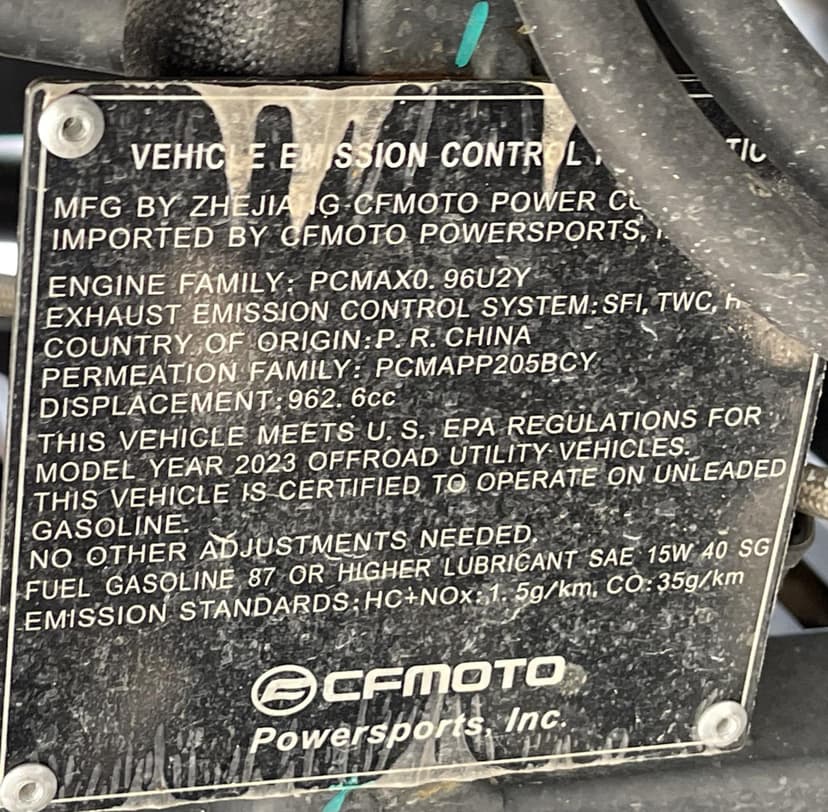 VEHICLE EMISSION CONTROL
MFG BY ZHEJIANG CFMOTO POWER
IMPORTED BY CFMOTO POWERSPORTS,
ENGINE FAMILY: PCMAX0. 96U2Y
EXHAUST EMISSION CONTROL SYSTEM: SFI, TWC,
COUNTRY OF ORIGIN: P. R. CHINA
PERMEATION FAMILY: PCMAPP205BCY
DISPLACEMENT: 962. 6cc
THIS VEHICLE MEETS U. S. EPA REGULATIONS FOR
MODEL YEAR 2023 OFFROAD UTILITY VEHICLES.
THIS VEHICLE IS CERTIFIED TO OPERATE ON UNLEADED
GASOLINE.
NO OTHER ADJUSTMENTS NEEDED.
FUEL GASOLINE 87 OR HIGHER LUBRICANT SAE 15W 40 SG
EMISSION STANDARDS: HC+NOx: 1. 5g/km, CO: 35g/km
CFMOTO
Powersports, Inc.